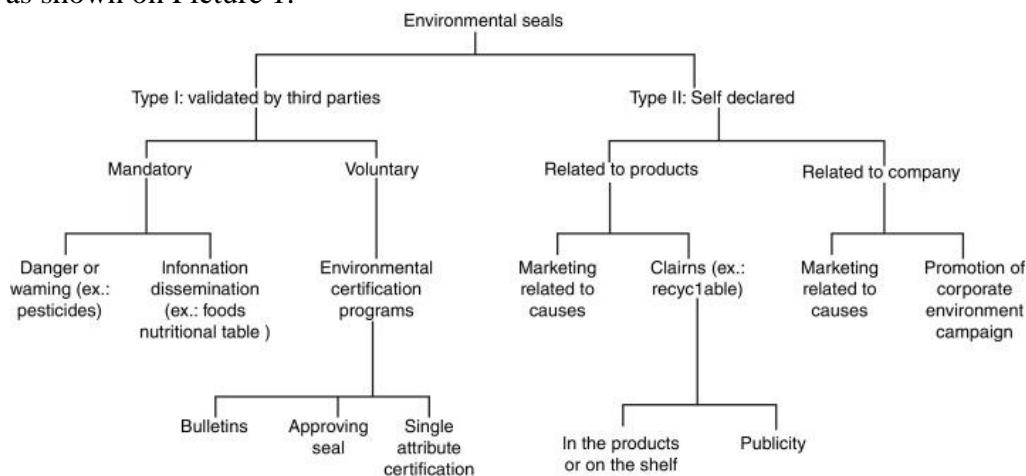 as shown on Picture 1.
Environmental seals
Type I: validated by third parties
Type II: Self declared
Mandatory
Voluntary
Related to products
Related to company
Danger or
waming (ex.:
pesticides)
Infonnation
dissemination
(ex.: foods
nutritional table )
Environmental
certification
programs
Marketing
related to
causes
Clairns (ex.:
recyc1able)
Marketing
related to
causes
Promotion of
corporate
environment
campaign
Bulletins
Approving
seal
Single
attribute
certification
In the products
or on the shelf
Publicity